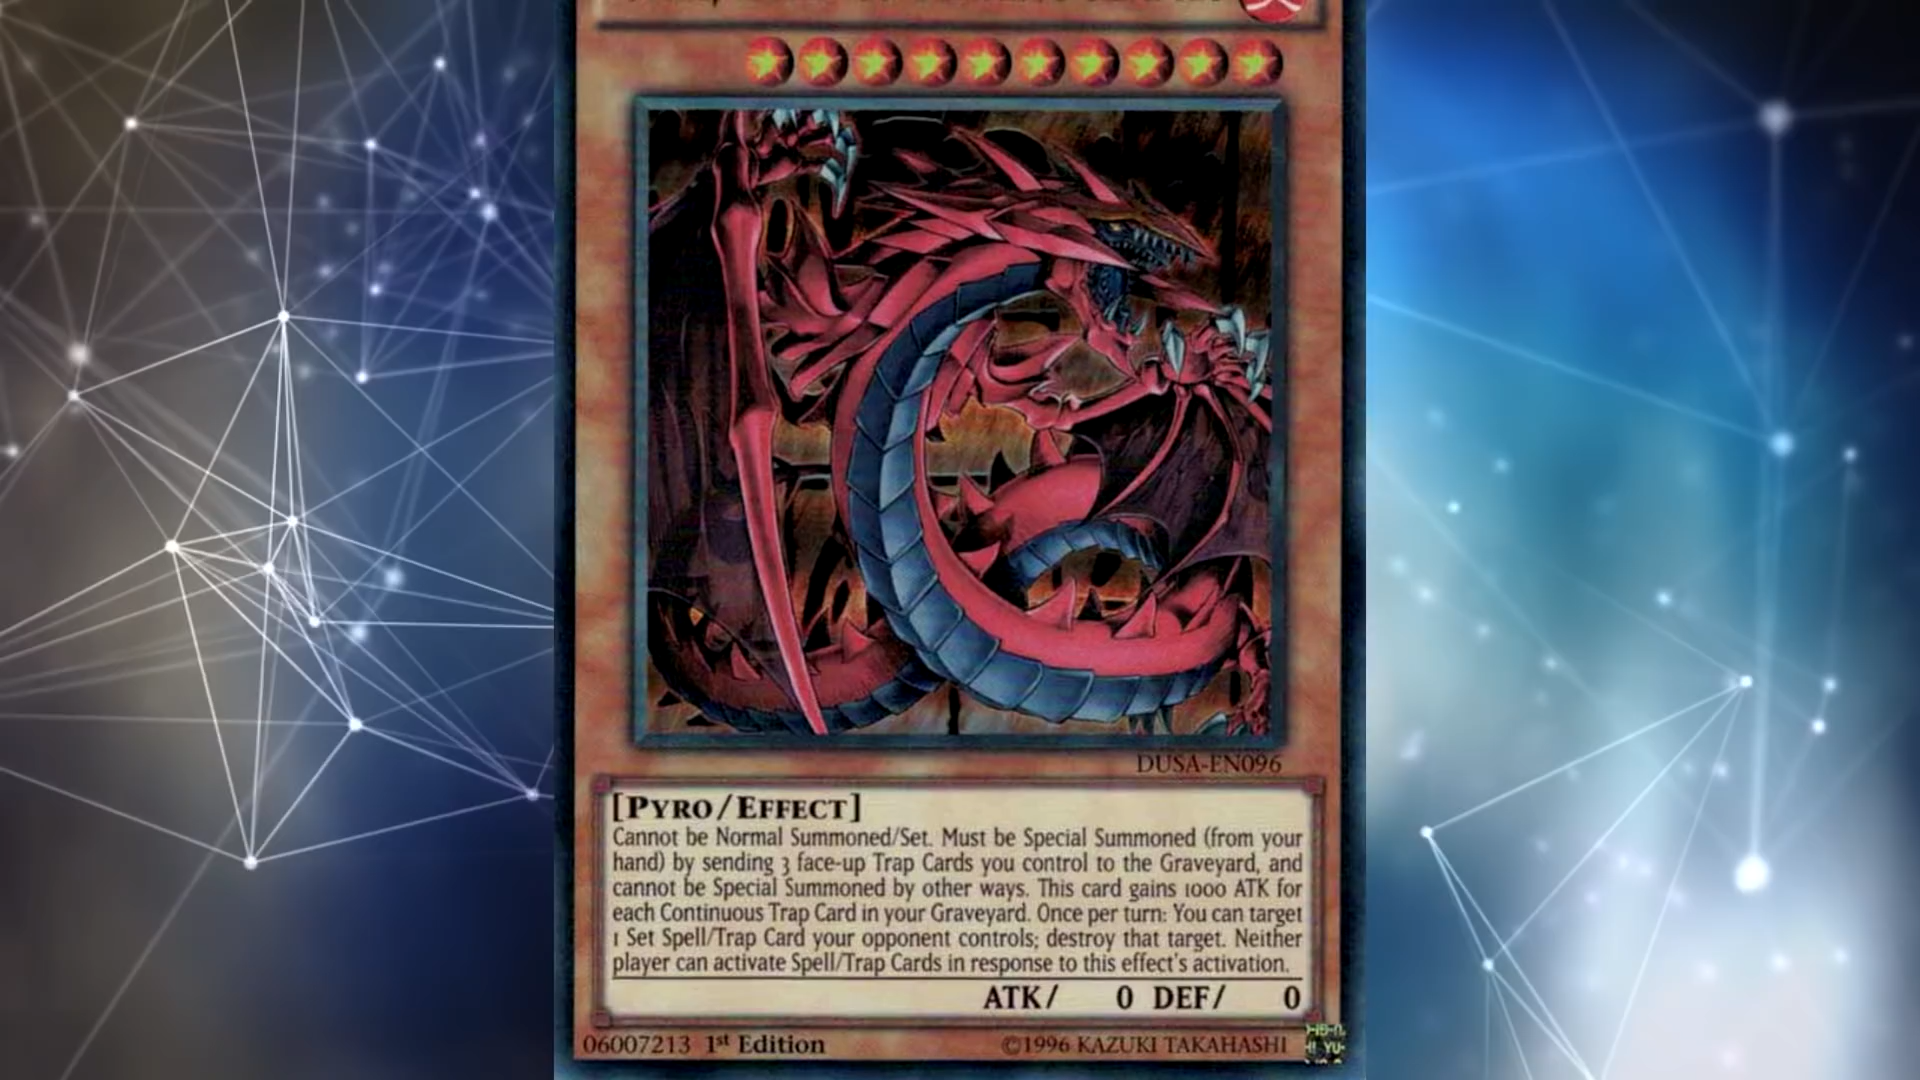 DUSA-EN096
[PYRO/EFFECT]
Cannot be Normal Summoned/Set. Must be Special Summoned (from your
hand) by sending 3 face-up Trap Cards you control to the Graveyard, and
cannot be Special Summoned by other ways. This card gains 1000 ATK for
each Continuous Trap Card in your Graveyard. Once per turn: You can target
1 Set Spell/Trap Card your opponent controls; destroy that target. Neither
player can activate Spell/Trap Cards in response to this effect's activation.
ATK/ 0 DEF/ 0
06007213 1st Edition ©1996 KAZUKI TAKAHASHI